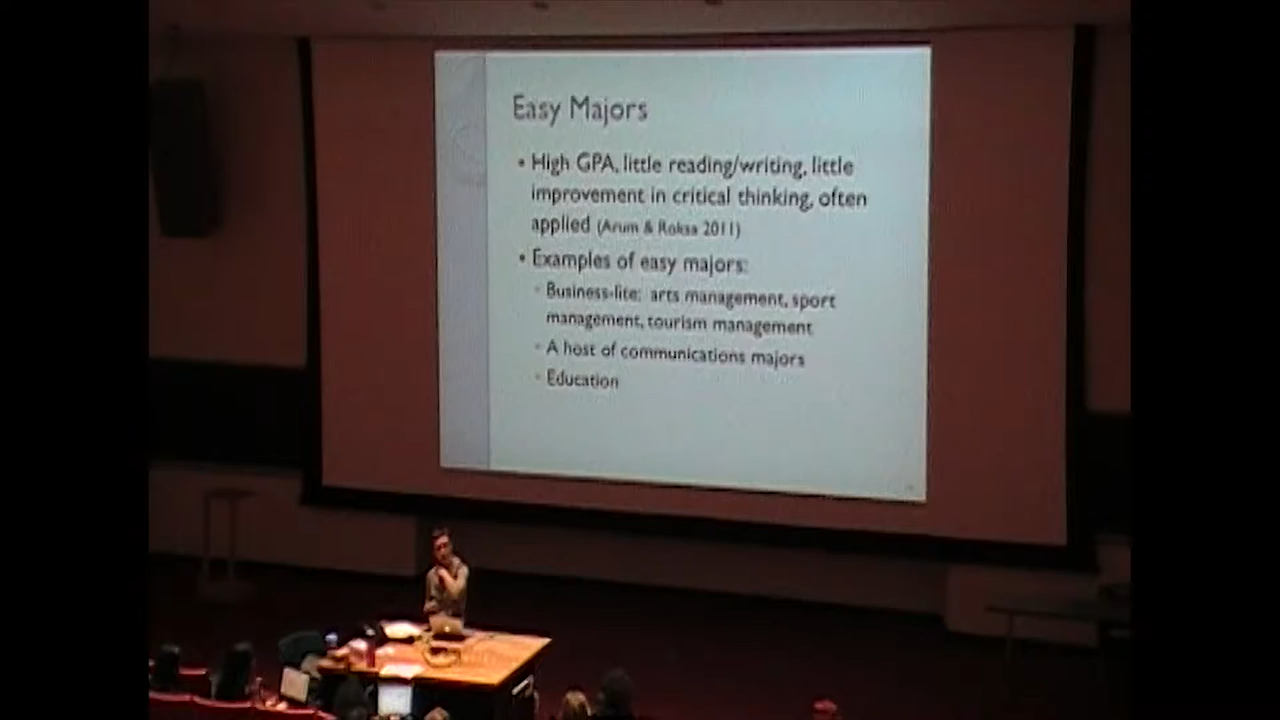 Easy Majors
• High GPA, little reading/writing, little
improvement in critical thinking, often
applied (Arum & Roksa 2011)
• Examples of easy majors:
◦ Business-lite: arts management, sport
management, tourism management
◦ A host of communications majors
◦ Education